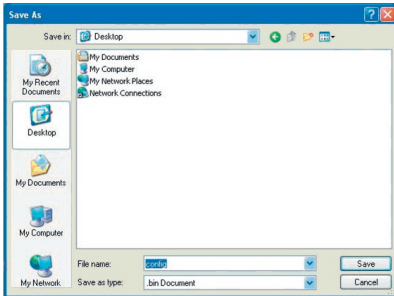 Save As
Save in:
Desktop
My Recent
Documents
Desktop
My Documents
My Computer
My Network
My Documents
My Computer
My Network Places
Network Connections
File name:
config
Save
Save as type:
.bin Document
Cancel